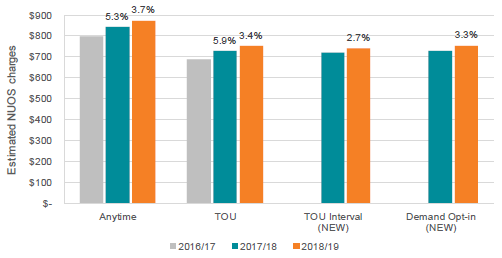 $900
$800
$700
$600
$500
$400
$300
$200
$100
$-
Estimated NUOS charges
5.3%
3.7%
5.9%
3.4%
2.7%
3.3%
Anytime
TOU
TOU Interval
(NEW)
Demand Opt-in
(NEW)
2016/17
2017/18
2018/19